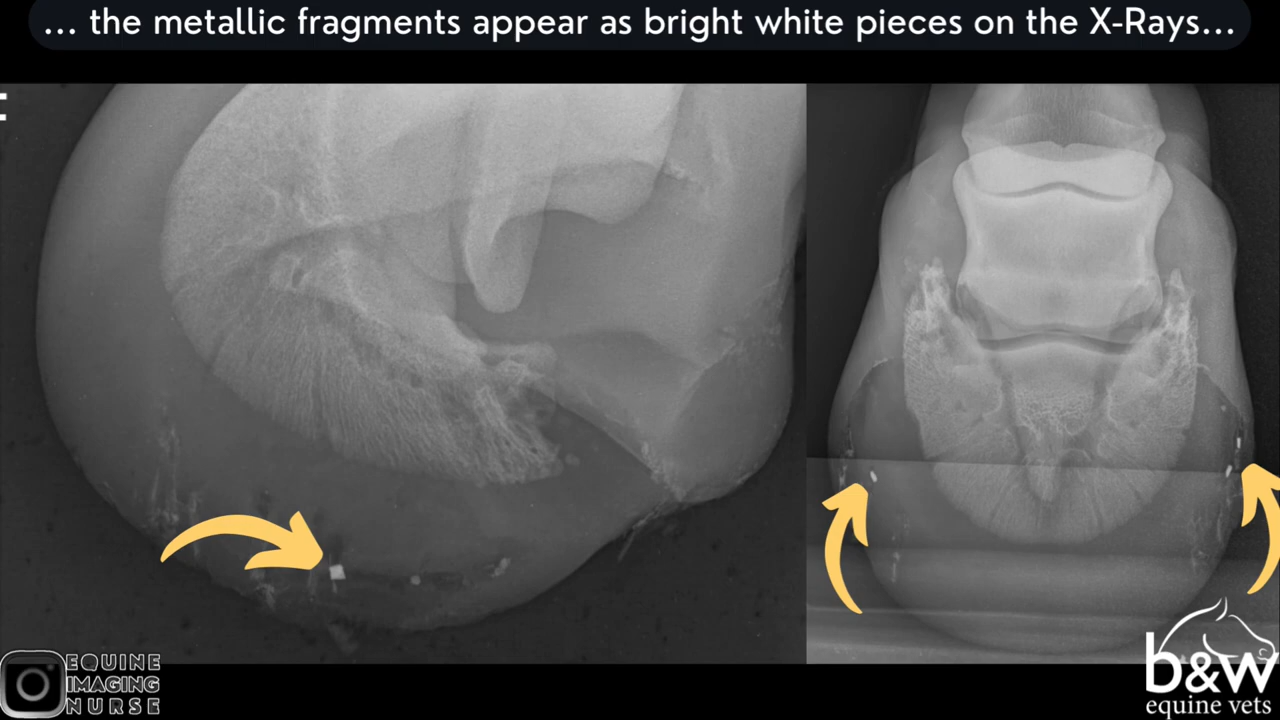 ... the metallic fragments appear as bright white pieces on the X-Rays...
EQUINE
IMAGING
NURSE
b&w
equine vets